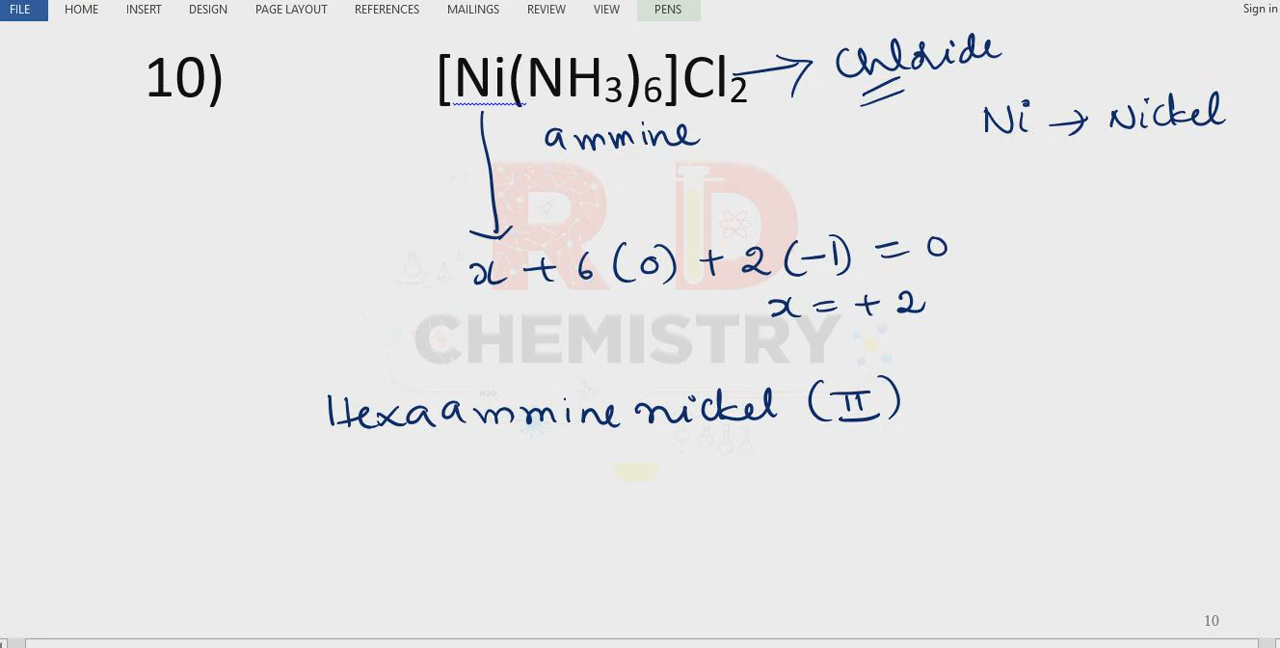 FILE HOME INSERT DESIGN PAGE LAYOUT REFERENCES MAILINGS REVIEW VIEW PENS Sign in
10) [Ni(NH₃)₆]Cl₂ → Chloride
Ni → Nickel
ammine
x + 6(0) + 2(-1) = 0
x = +2
RD
CHEMISTRY
Hexaammine nickel (II)
10